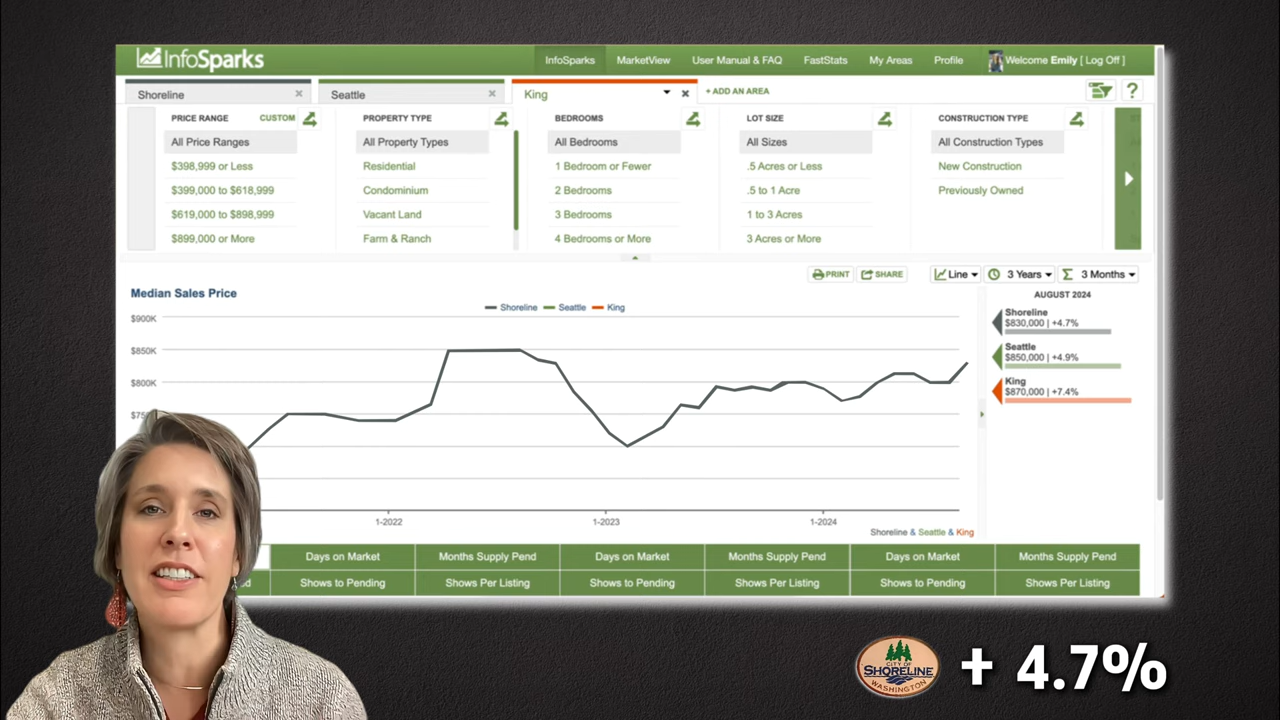 InfoSparks
InfoSparks MarketView User Manual & FAQ FastStats My Areas Profile Welcome Emily [ Log Off ]
Shoreline × Seattle × King × + ADD AN AREA ?
PRICE RANGE CUSTOM PROPERTY TYPE BEDROOMS LOT SIZE CONSTRUCTION TYPE
All Price Ranges All Property Types All Bedrooms All Sizes All Construction Types
$398,999 or Less Residential 1 Bedroom or Fewer .5 Acres or Less New Construction
$399,000 to $618,999 Condominium 2 Bedrooms .5 to 1 Acre Previously Owned
$619,000 to $898,999 Vacant Land 3 Bedrooms 1 to 3 Acres
$899,000 or More Farm & Ranch 4 Bedrooms or More 3 Acres or More
PRINT SHARE Line 3 Years Σ 3 Months
Median Sales Price
Shoreline Seattle King
AUGUST 2024
Shoreline
$830,000 | +4.7%
Seattle
$850,000 | +4.9%
King
$870,000 | +7.4%
$900K
$850K
$800K
1-2022 1-2023 1-2024
Shoreline & Seattle & King
Days on Market Months Supply Pend Days on Market Months Supply Pend Days on Market Months Supply Pend
Shows to Pending Shows Per Listing Shows to Pending Shows Per Listing Shows to Pending Shows Per Listing
CITY OF
SHORELINE
WASHINGTON
+ 4.7%